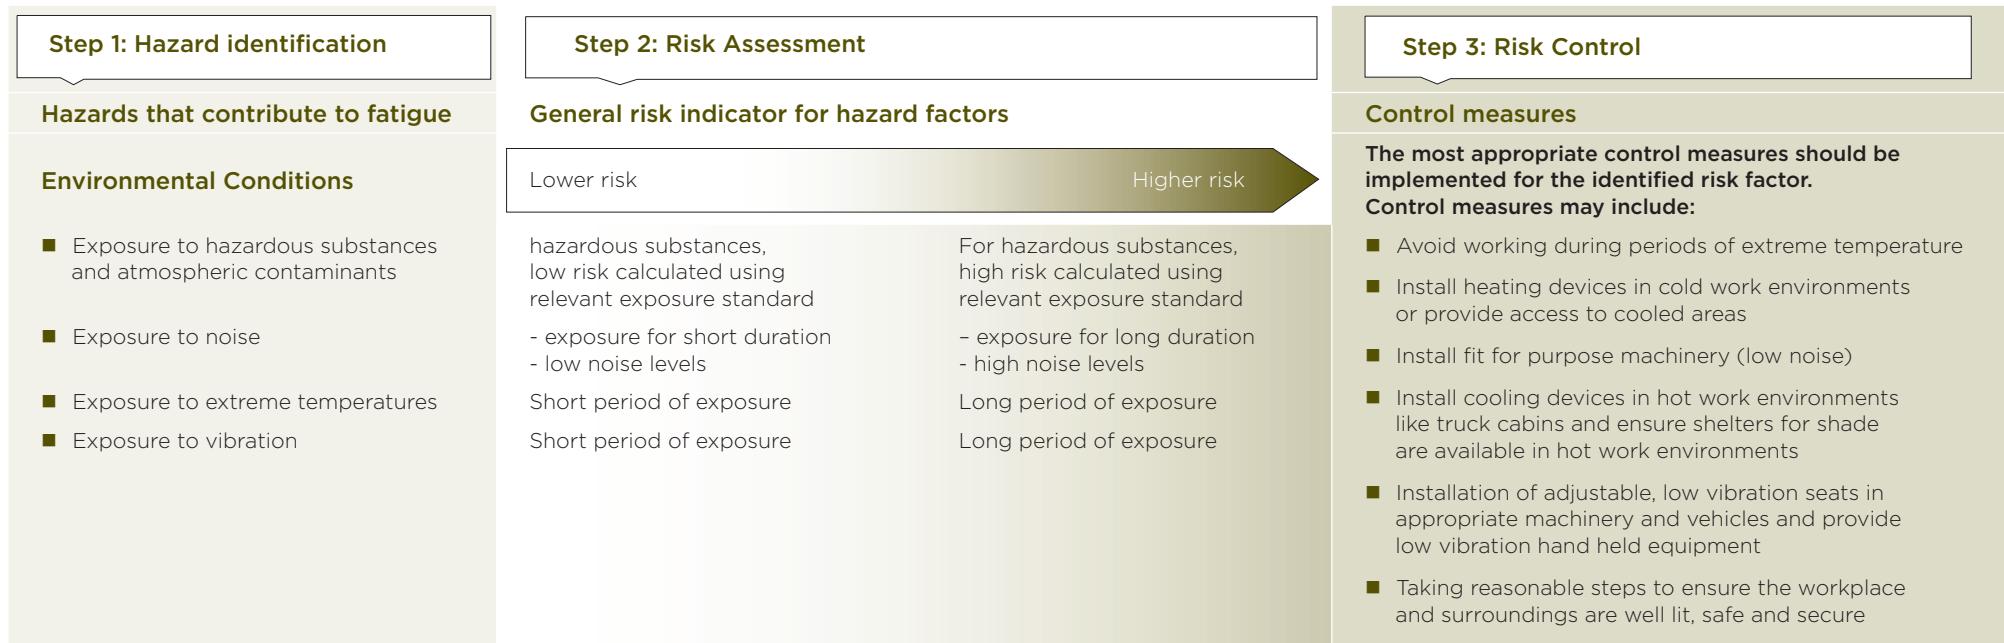 Step 1: Hazard identification
Step 2: Risk Assessment
Step 3: Risk Control
Hazards that contribute to fatigue
General risk indicator for hazard factors
Control measures
Environmental Conditions
Lower risk
Higher risk
The most appropriate control measures should be
implemented for the identified risk factor.
Control measures may include:
■ Exposure to hazardous substances
and atmospheric contaminants
hazardous substances,
low risk calculated using
relevant exposure standard
For hazardous substances,
high risk calculated using
relevant exposure standard
■ Exposure to noise
- exposure for short duration
- low noise levels
– exposure for long duration
- high noise levels
■ Exposure to extreme temperatures
Short period of exposure
Long period of exposure
■ Exposure to vibration
Short period of exposure
Long period of exposure
■ Avoid working during periods of extreme temperature
■ Install heating devices in cold work environments
or provide access to cooled areas
■ Install fit for purpose machinery (low noise)
■ Install cooling devices in hot work environments
like truck cabins and ensure shelters for shade
are available in hot work environments
■ Installation of adjustable, low vibration seats in
appropriate machinery and vehicles and provide
low vibration hand held equipment
■ Taking reasonable steps to ensure the workplace
and surroundings are well lit, safe and secure